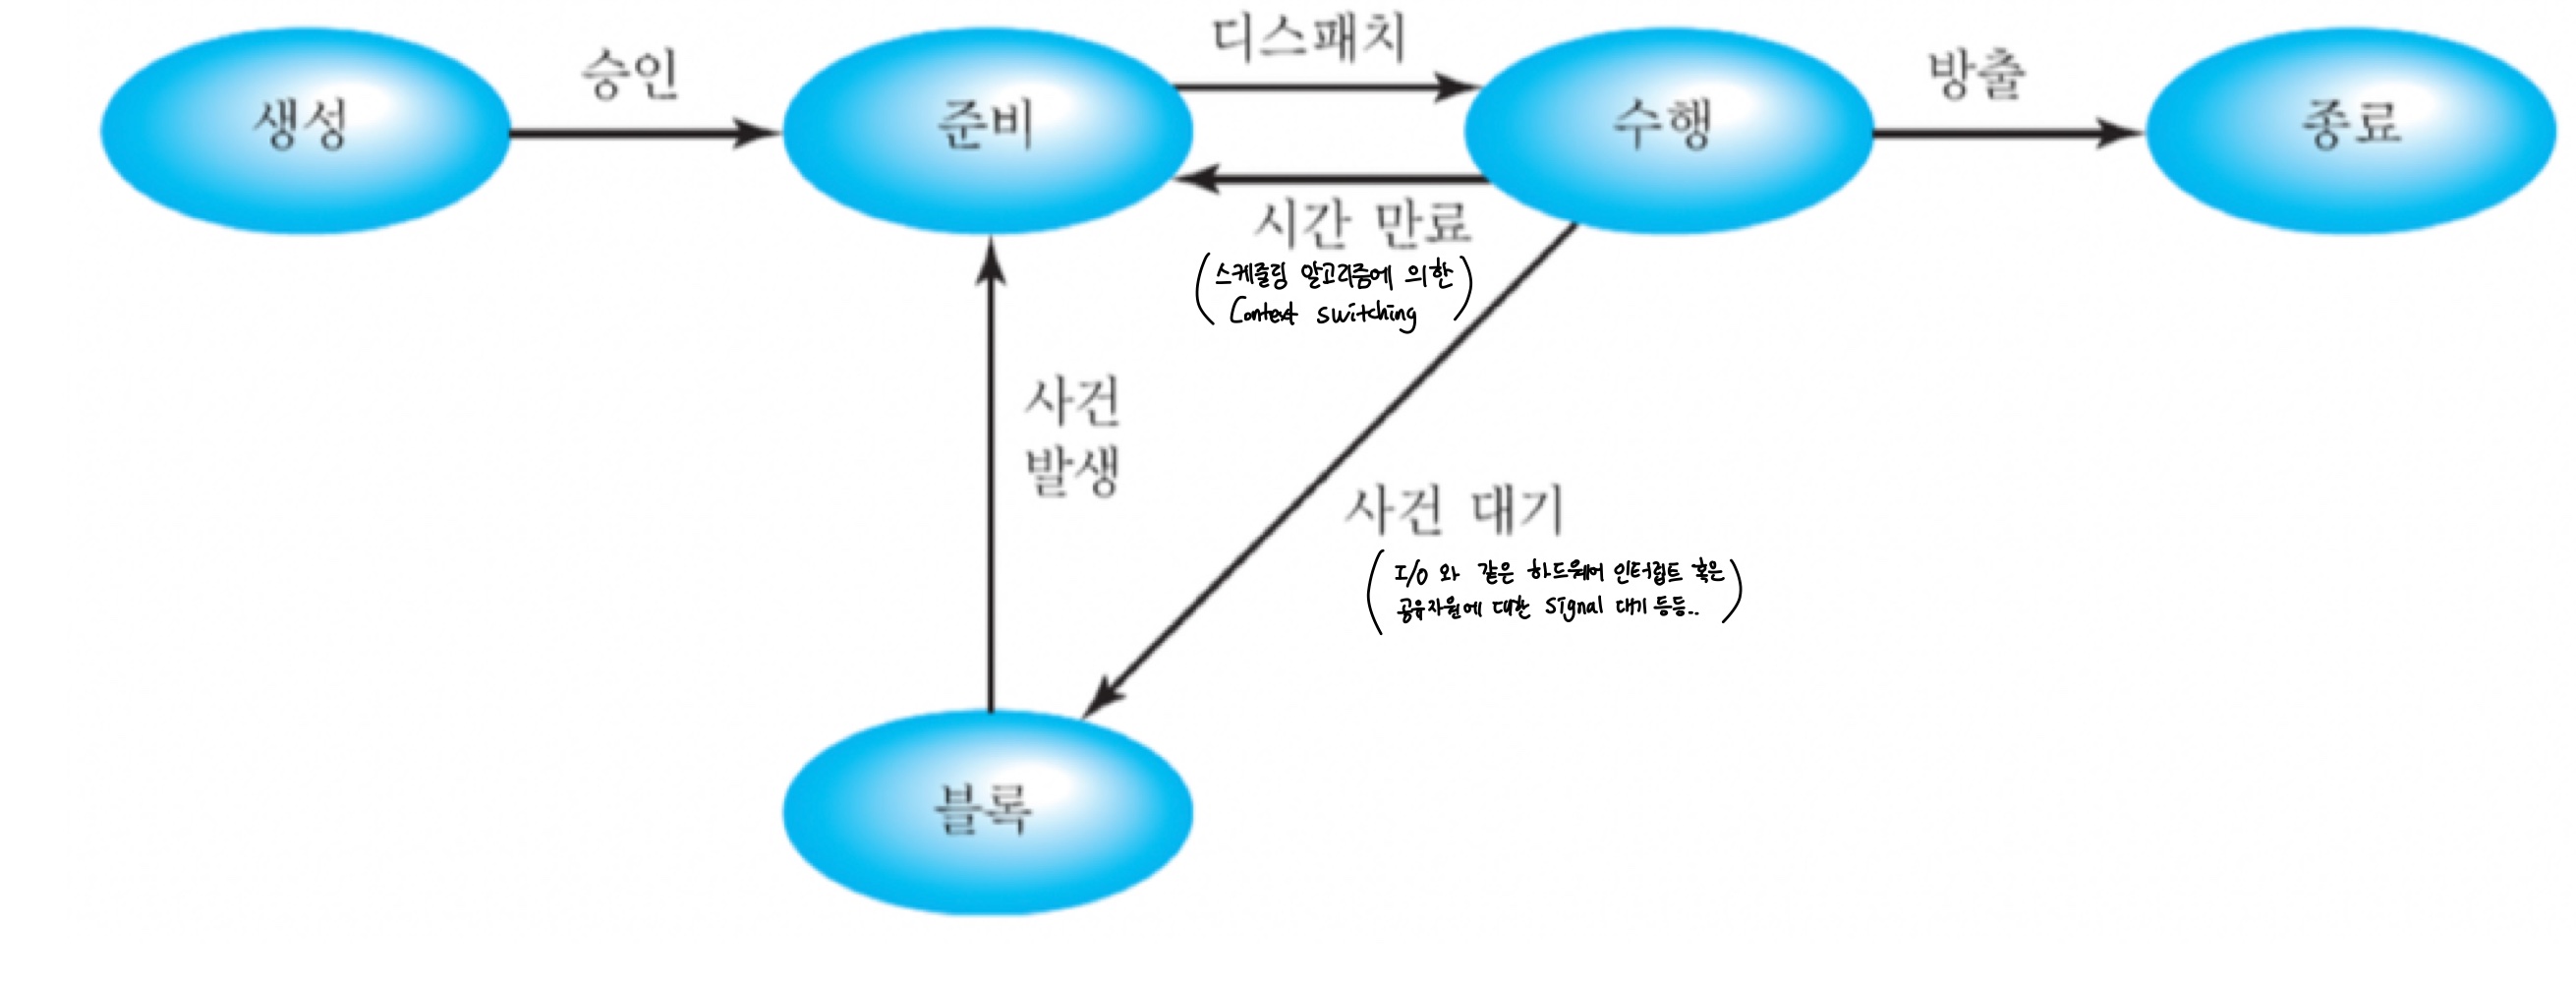 생성
승인
준비
디스패치
수행
방출
종료
시간 만료
(스케줄링 알고리즘에 의한
Context switching)
사건
발생
사건 대기
(I/O 와 같은 하드웨어 인터럽트 혹은
공유자원에 대한 Signal 대기 등등..)
블록